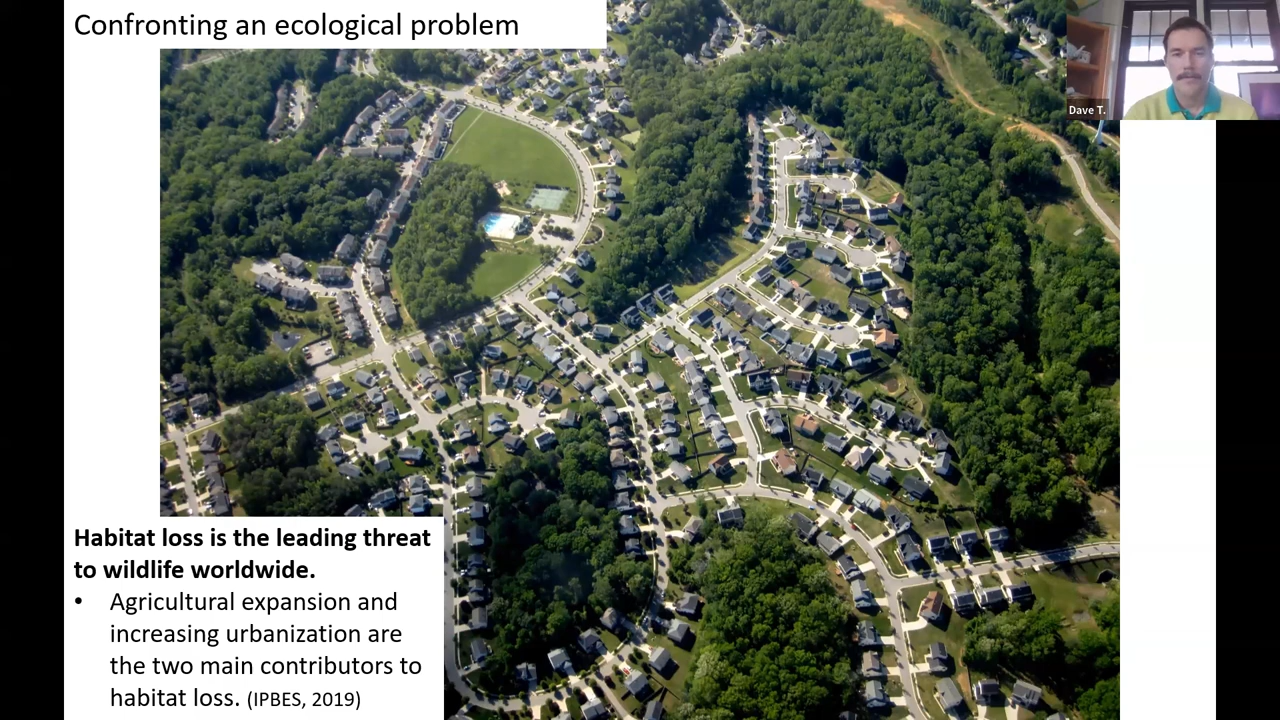 Confronting an ecological problem
Dave T.
Habitat loss is the leading threat
to wildlife worldwide.
• Agricultural expansion and
increasing urbanization are
the two main contributors to
habitat loss. (IPBES, 2019)